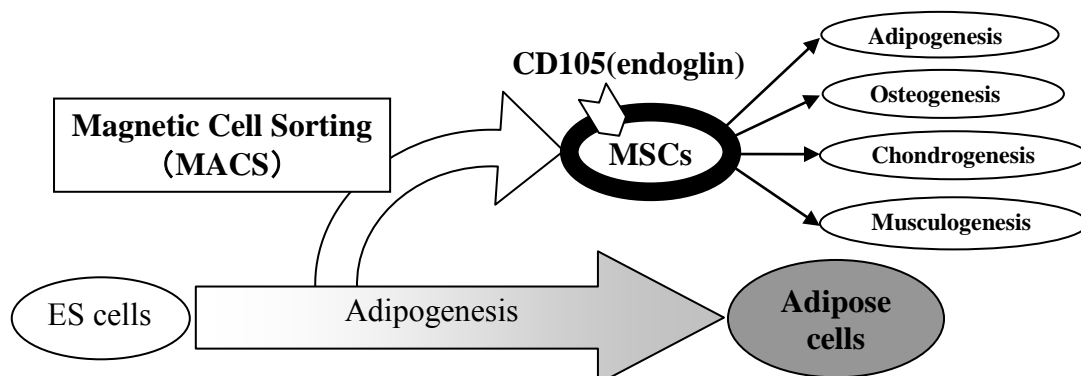 CD105(endoglin)
Magnetic Cell Sorting
（MACS）
MSCs
Adipogenesis
Osteogenesis
Chondrogenesis
Musculogenesis
ES cells
Adipogenesis
Adipose
cells